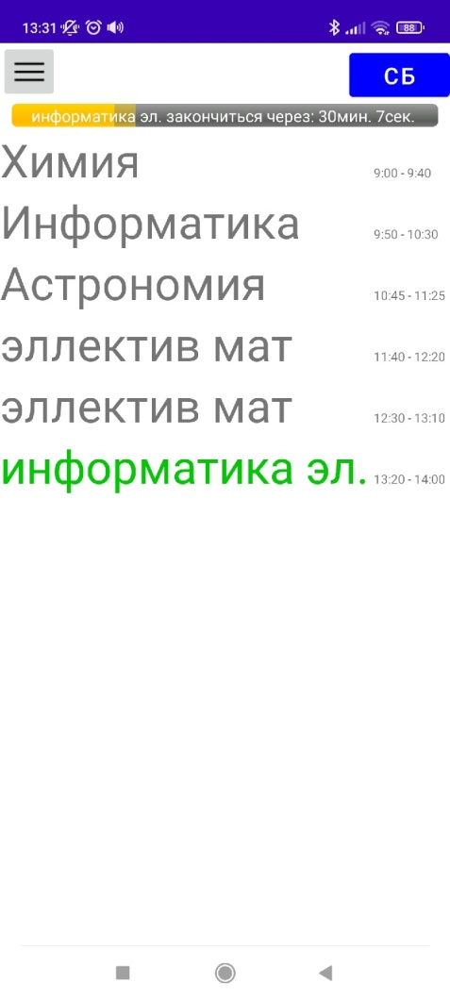 13:31 88
СБ
информатика эл. закончиться через: 30мин. 7сек.
Химия 9:00 - 9:40
Информатика 9:50 - 10:30
Астрономия 10:45 - 11:25
эллектив мат 11:40 - 12:20
эллектив мат 12:30 - 13:10
информатика эл. 13:20 - 14:00